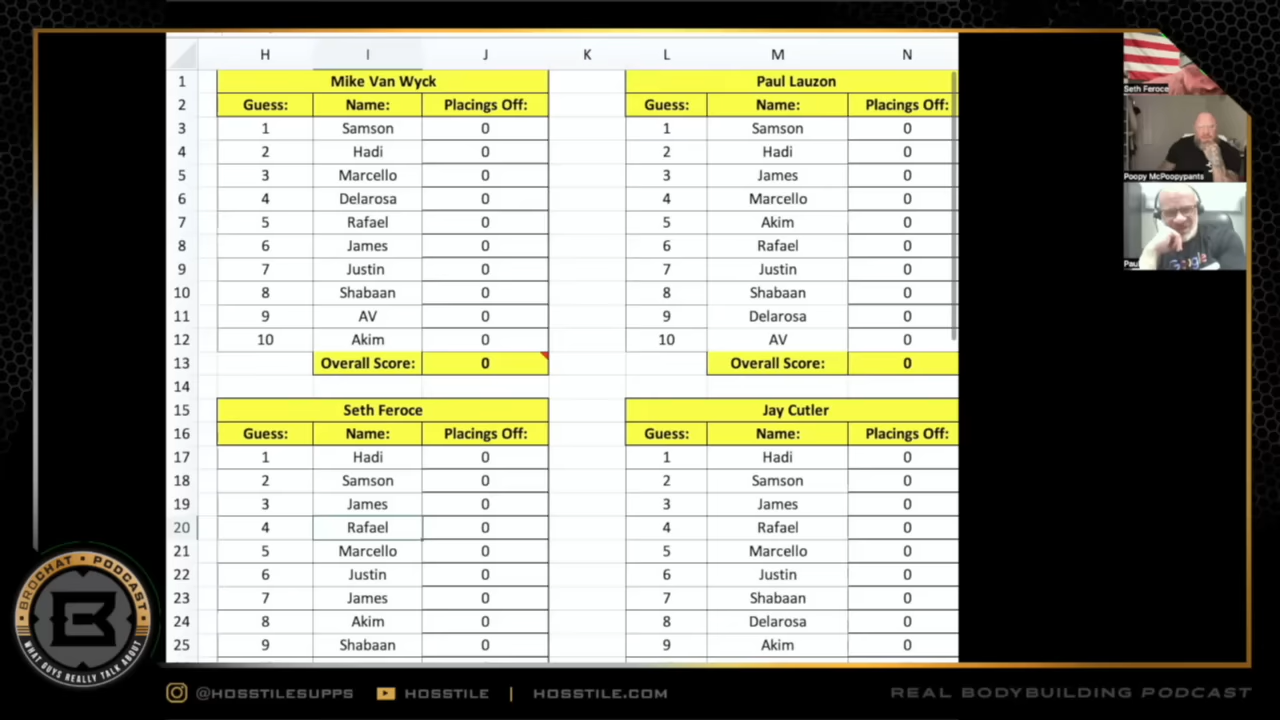 H I J K L M N
1 Mike Van Wyck Paul Lauzon
2 Guess: Name: Placings Off: Guess: Name: Placings Off:
3 1 Samson 0 1 Samson 0
4 2 Hadi 0 2 Hadi 0
5 3 Marcello 0 3 James 0
6 4 Delarosa 0 4 Marcello 0
7 5 Rafael 0 5 Akim 0
8 6 James 0 6 Rafael 0
9 7 Justin 0 7 Justin 0
10 8 Shabaan 0 8 Shabaan 0
11 9 AV 0 9 Delarosa 0
12 10 Akim 0 10 AV 0
13 Overall Score: 0 Overall Score: 0
14
15 Seth Feroce Jay Cutler
16 Guess: Name: Placings Off: Guess: Name: Placings Off:
17 1 Hadi 0 1 Hadi 0
18 2 Samson 0 2 Samson 0
19 3 James 0 3 James 0
20 4 Rafael 0 4 Rafael 0
21 5 Marcello 0 5 Marcello 0
22 6 Justin 0 6 Justin 0
23 7 James 0 7 Shabaan 0
24 8 Akim 0 8 Delarosa 0
25 9 Shabaan 0 9 Akim 0
Seth Feroce
Poopy McPoopypants
Paul
Google
BROCHAT • PODCAST
WHAT GUYS REALLY TALK ABOUT
@HOSSTILESUPPS HOSSTILE | HOSSTILE.COM
REAL BODYBUILDING PODCAST